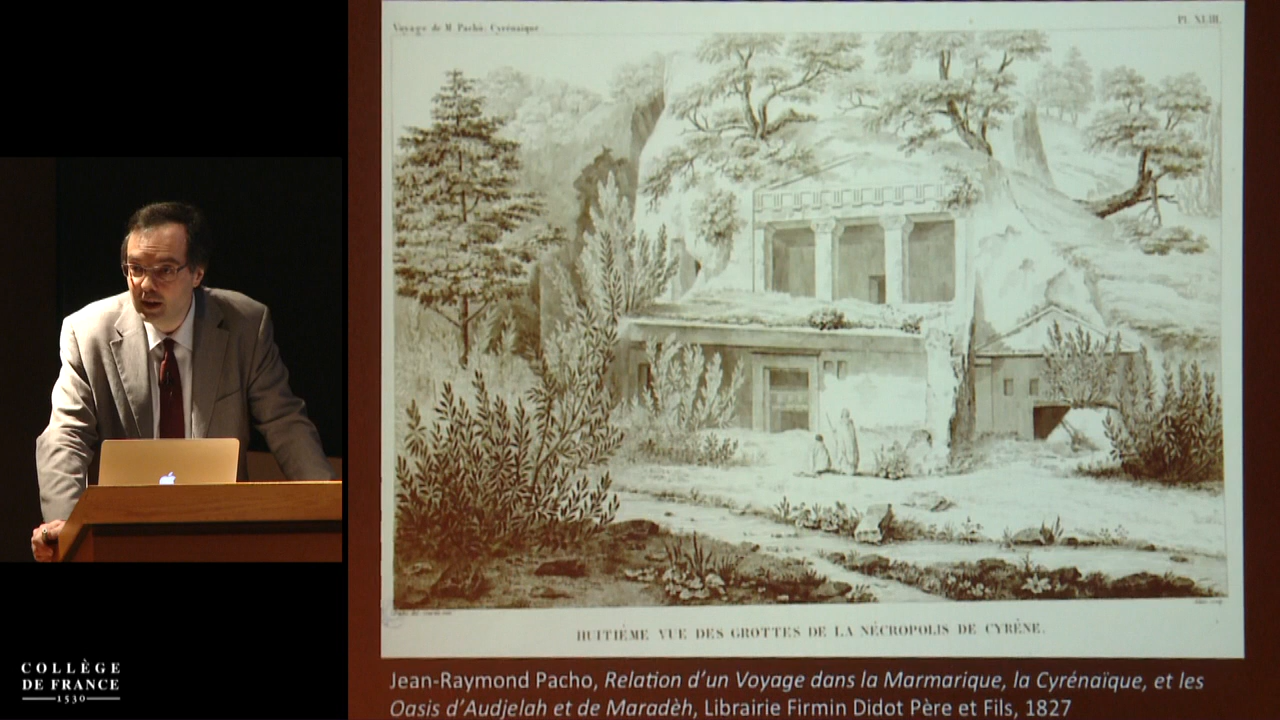 Voyage de M. Pacho. Cyrénaïque
Pl. XLIII.
HUITIÈME VUE DES GROTTES DE LA NÉCROPOLIS DE CYRÈNE.
Jean-Raymond Pacho, Relation d'un Voyage dans la Marmarique, la Cyrénaïque, et les
Oasis d'Audjelah et de Maradèh, Librairie Firmin Didot Père et Fils, 1827
COLLÈGE
DE FRANCE
1530